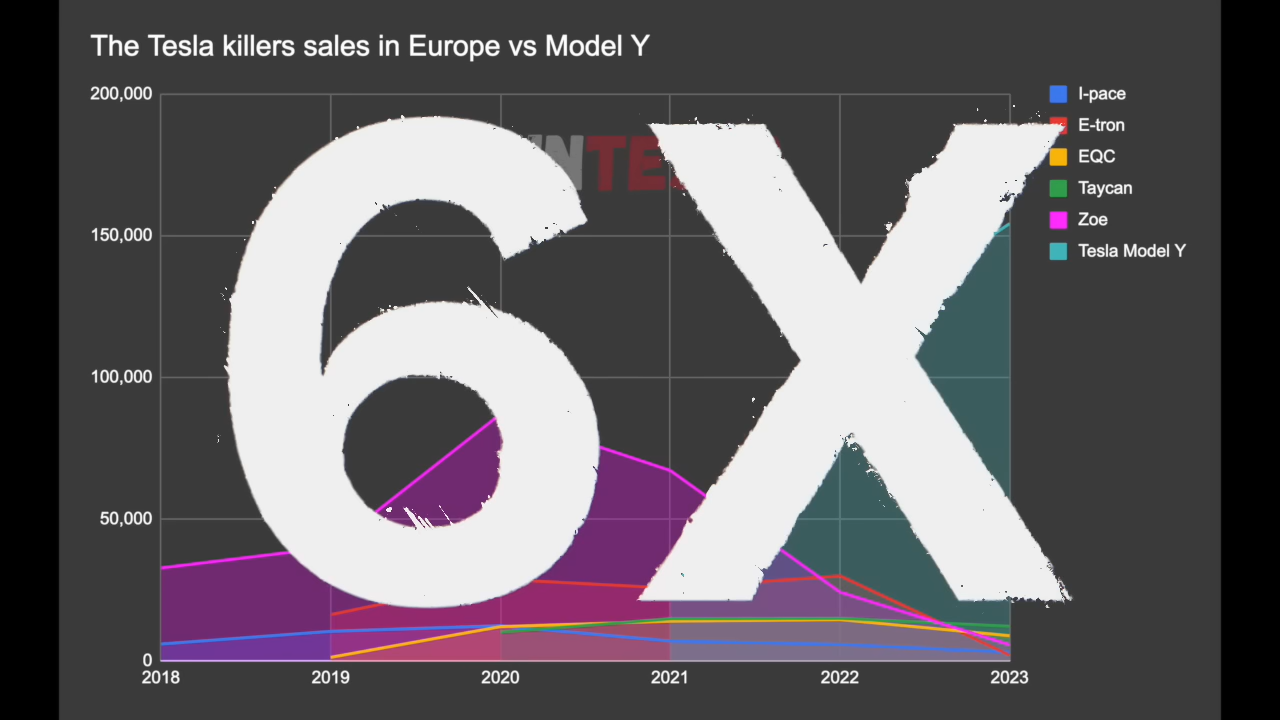 The Tesla killers sales in Europe vs Model Y
200,000
150,000
100,000
50,000
0
2018 2019 2020 2021 2022 2023
I-pace
E-tron
EQC
Taycan
Zoe
Tesla Model Y
6X